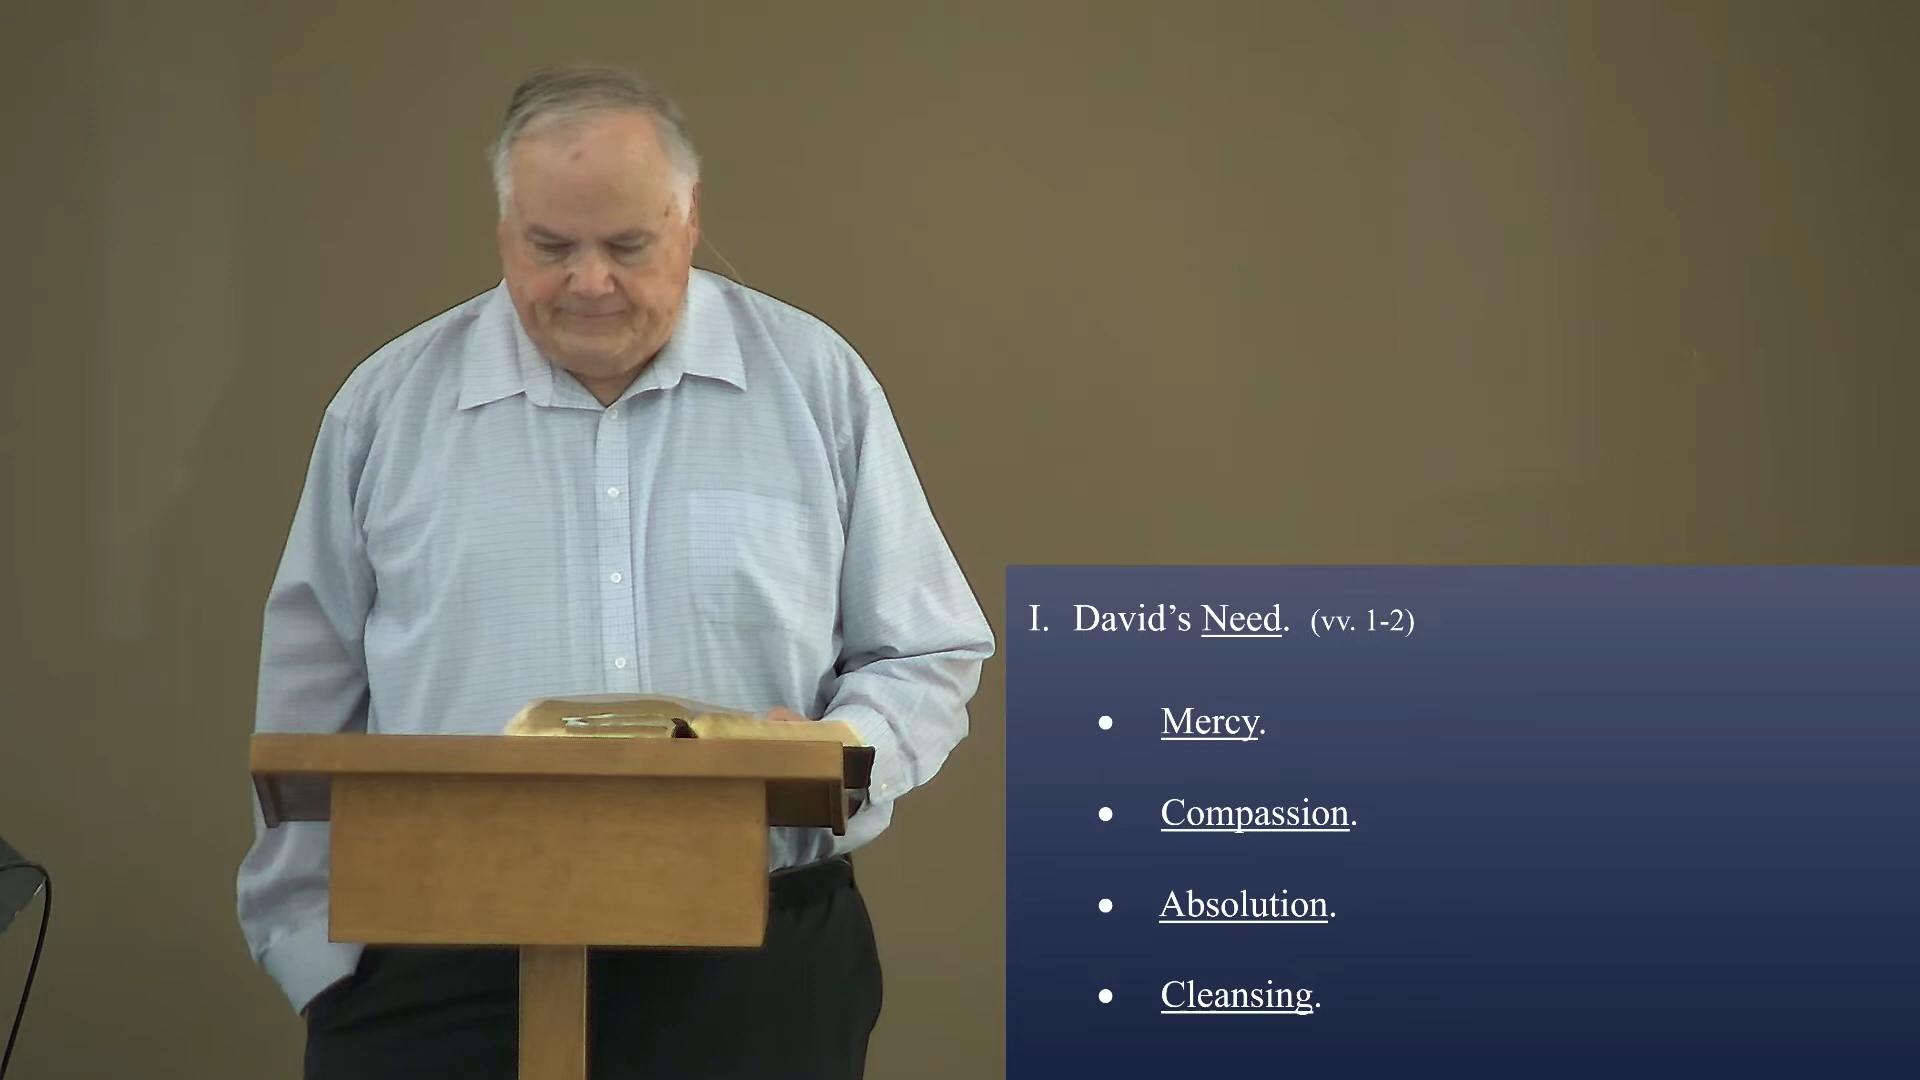 I. David’s Need. (vv. 1-2)
• Mercy.
• Compassion.
• Absolution.
• Cleansing.